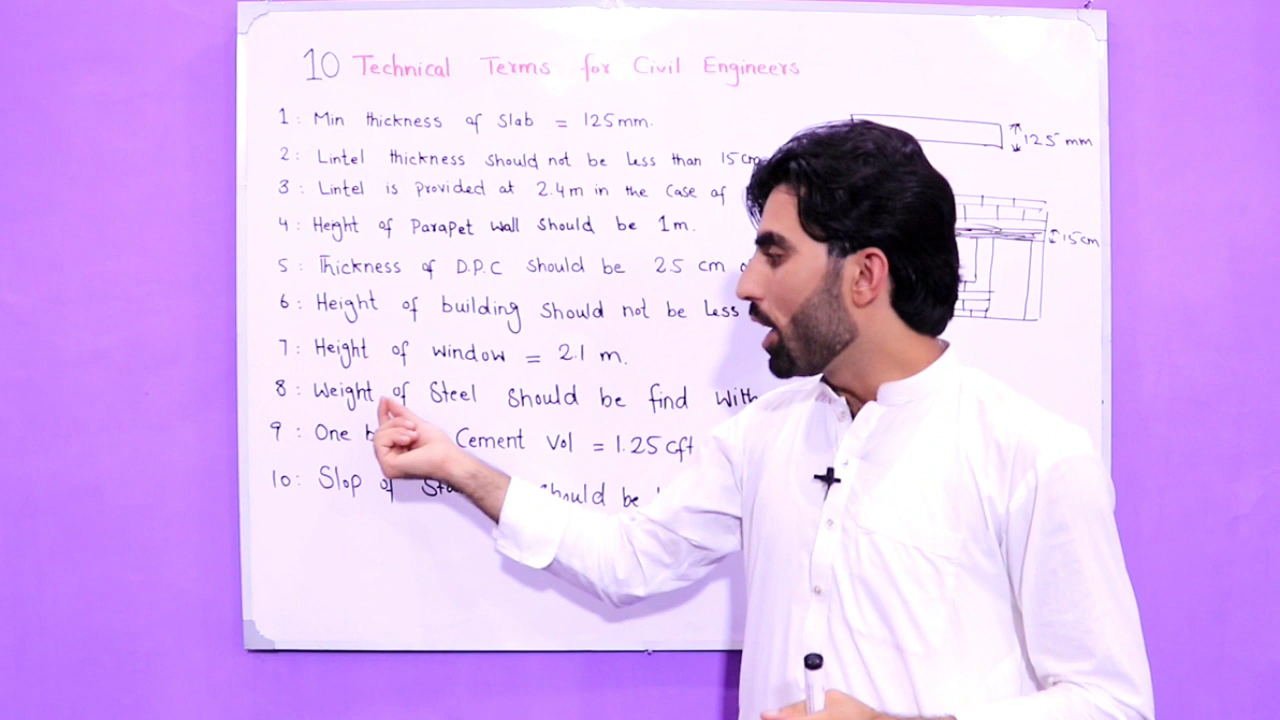 10 Technical Terms for Civil Engineers
1: Min thickness of Slab = 125mm.
2: Lintel thickness should not be less than 15cm
3: Lintel is provided at 2.4m in the case of
4: Height of Parapet wall should be 1m.
5: Thickness of D.P.C should be 2.5 cm
6: Height of building should not be less
7: Height of window = 2.1 m.
8: Weight of Steel should be find With
9: One Cement Vol = 1.25 cft
10: Slop of should be
125 mm
15cm